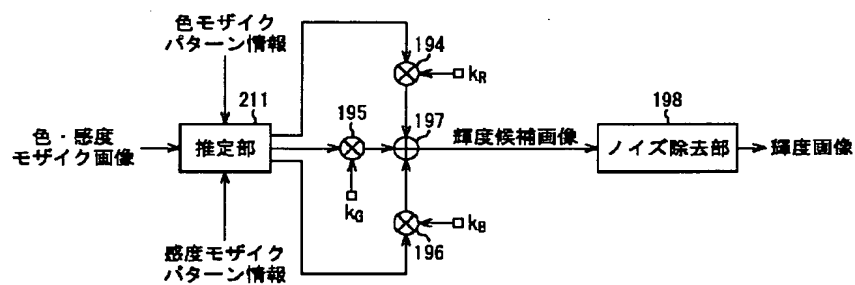 色モザイク
パターン情報
194
kR
211
195
197
198
色・感度
モザイク画像
推定部
輝度候補画像
ノイズ除去部
輝度画像
kG
kB
196
感度モザイク
パターン情報